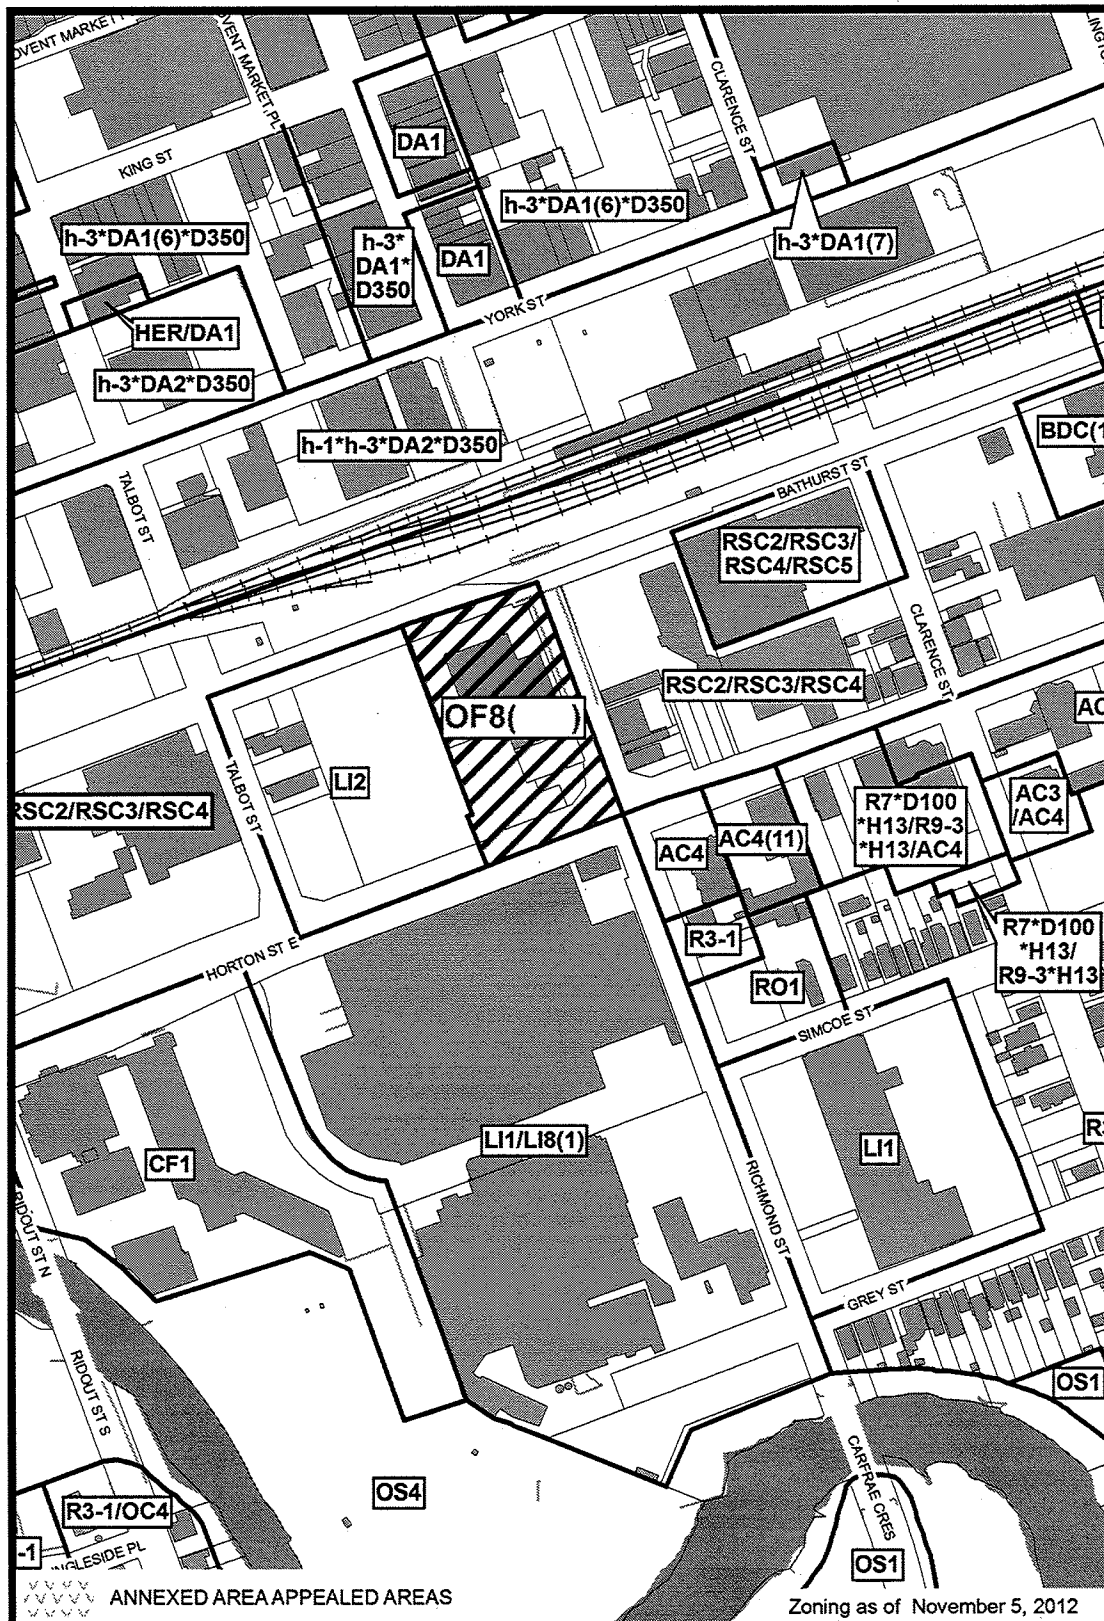 COVENT MARKET PL
KING ST
CLARENCE ST
DA1
h-3*DA1(6)*D350
h-3*DA1(6)*D350
h-3*
DA1*
D350
DA1
h-3*DA1(7)
YORK ST
HER/DA1
h-3*DA2*D350
h-1*h-3*DA2*D350
BDC(1
TALBOT ST
BATHURST ST
RSC2/RSC3/
RSC4/RSC5
CLARENCE ST
RSC2/RSC3/RSC4
OF8( )
AC
TALBOT ST
LI2
RSC2/RSC3/RSC4
R7*D100
*H13/R9-3
*H13/AC4
AC3
/AC4
AC4
AC4(11)
R3-1
R7*D100
*H13/
R9-3*H13
HORTON ST E
RO1
SIMCOE ST
LI1/LI8(1)
LI1
R3
CF1
RICHMOND ST
RIDOUT ST N
GREY ST
RIDOUT ST S
OS1
CARFRAE CRES
OS4
R3-1/OC4
-1
INGLESIDE PL
OS1
ANNEXED AREA APPEALED AREAS
Zoning as of November 5, 2012